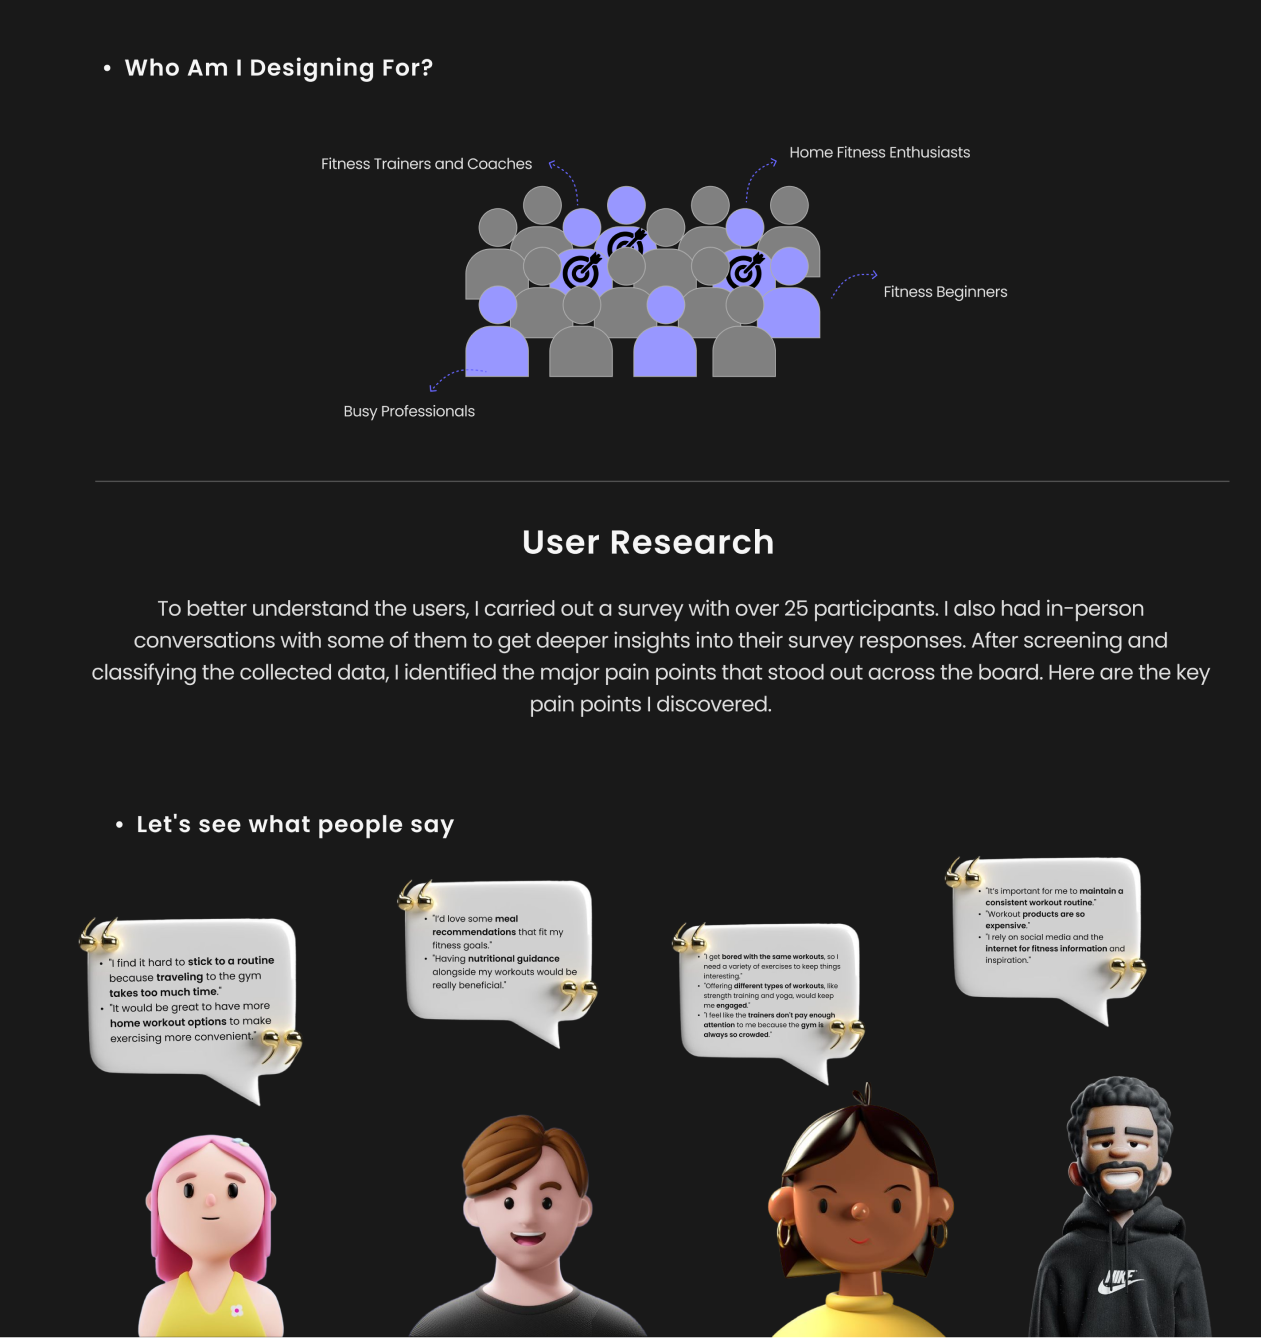 • Who Am I Designing For?
Fitness Trainers and Coaches
Home Fitness Enthusiasts
Fitness Beginners
Busy Professionals
User Research
To better understand the users, I carried out a survey with over 25 participants. I also had in-person
conversations with some of them to get deeper insights into their survey responses. After screening and
classifying the collected data, I identified the major pain points that stood out across the board. Here are the key
pain points I discovered.
• Let's see what people say
• "I find it hard to stick to a routine
because traveling to the gym
takes too much time."
• "It would be great to have more
home workout options to make
exercising more convenient."
• "I'd love some meal
recommendations that fit my
fitness goals."
• "Having nutritional guidance
alongside my workouts would be
really beneficial."
• "I get bored with the same workouts, so I
need a variety of exercises to keep things
interesting."
• "Offering different types of workouts, like
strength training and yoga, would keep
me engaged."
• "I feel like the trainers don't pay enough
attention to me because the gym is
always so crowded."
• "It's important for me to maintain a
consistent workout routine."
• "Workout products are so
expensive."
• "I rely on social media and the
internet for fitness information and
inspiration."
NIKE